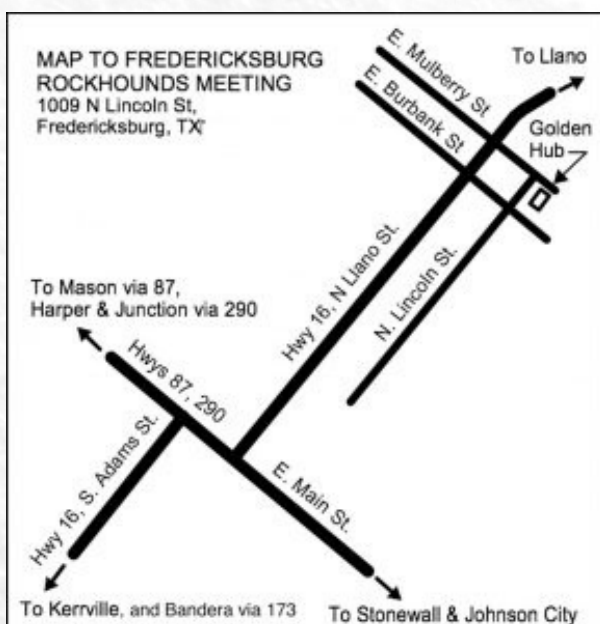 MAP TO FREDERICKSBURG
ROCKHOUNDS MEETING
1009 N Lincoln St,
Fredericksburg, TX
E. Mulberry St
To Llano
E. Burbank St
Golden
Hub
Hwy 16, N Llano St.
N. Lincoln St.
To Mason via 87,
Harper & Junction via 290
Hwys 87, 290
Hwy 16, S. Adams St.
E. Main St.
To Kerrville, and Bandera via 173
To Stonewall & Johnson City